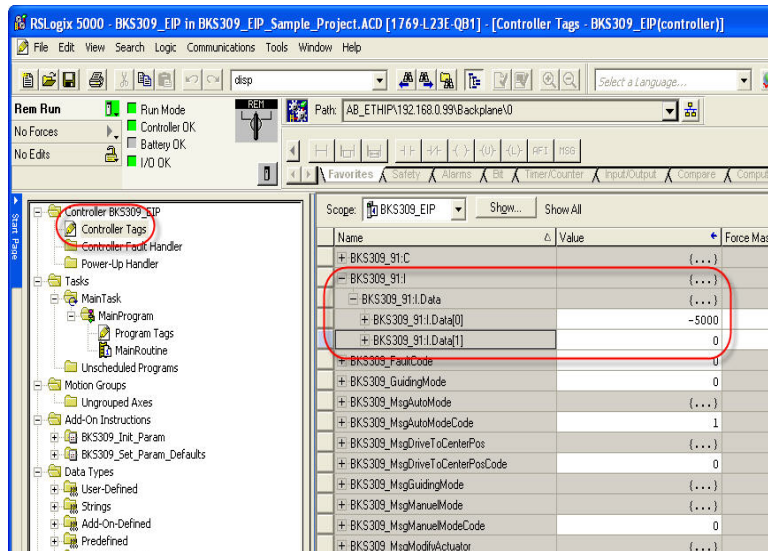 RSLogix 5000 - BKS309_EIP in BKS309_EIP_Sample_Project.ACD [1769-L23E-QB1] - [Controller Tags - BKS309_EIP(controller)]
File Edit View Search Logic Communications Tools Window Help
disp
Select a Language...
Rem Run
Run Mode
REM
Path: AB_ETHIP\192.168.0.99\Backplane\0
No Forces
Controller OK
Battery OK
No Edits
I/O OK
AFI MSG
Favorites Safety Alarms Bit Timer/Counter Input/Output Compare
Start Page
Controller BKS309_EIP
Controller Tags
Controller Fault Handler
Power-Up Handler
Tasks
MainTask
MainProgram
Program Tags
MainRoutine
Unscheduled Programs
Motion Groups
Ungrouped Axes
Add-On Instructions
BKS309_Init_Param
BKS309_Set_Param_Defaults
Data Types
User-Defined
Strings
Add-On-Defined
Predefined
Scope: BKS309_EIP Show... Show All
Name Value Force Mas
BKS309_91:C {...}
BKS309_91:I {...}
BKS309_91:I.Data {...}
BKS309_91:I.Data[0] -5000
BKS309_91:I.Data[1] 0
BKS309_FaultCode 0
BKS309_GuidingMode 0
BKS309_MsgAutoMode {...}
BKS309_MsgAutoModeCode 1
BKS309_MsgDriveToCenterPos {...}
BKS309_MsgDriveToCenterPosCode 0
BKS309_MsgGuidingMode {...}
BKS309_MsgManuelMode {...}
BKS309_MsgManuelModeCode 0
BKS309_MsgModifyActuator {...}